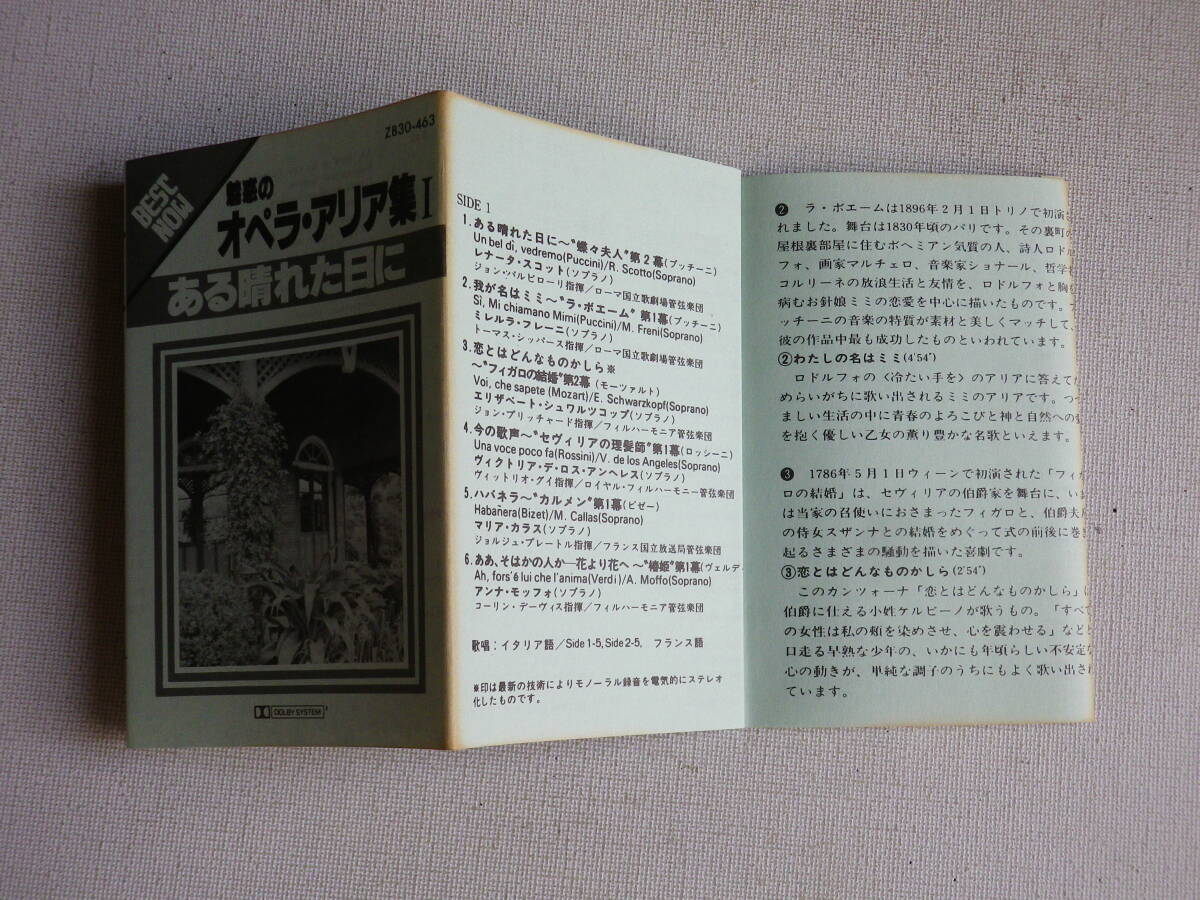 ZB30-463
BEST NOW
魅惑の
オペラ・アリア集I
ある晴れた日に
DOLBY SYSTEM
SIDE 1
1.ある晴れた日に〜“蝶々夫人”第2幕(プッチーニ)
Un bel dì, vedremo(Puccini)/R. Scotto(Soprano)
レナータ・スコット(ソプラノ)
ジョン・バルビローリ指揮/ローマ国立歌劇場管弦楽団
2.我が名はミミ〜“ラ・ボエーム”第1幕(プッチーニ)
Sì, Mi chiamano Mimi(Puccini)/M. Freni(Soprano)
ミレルラ・フレーニ(ソプラノ)
トーマス・シッパース指揮/ローマ国立歌劇場管弦楽団
3.恋とはどんなものかしら※
〜“フィガロの結婚”第2幕(モーツァルト)
Voi, che sapete(Mozart)/E. Schwarzkopf(Soprano)
エリザベート・シュワルツコップ(ソプラノ)
ジョン・プリッチャード指揮/フィルハーモニア管弦楽団
4.今の歌声〜“セヴィリアの理髪師”第1幕(ロッシーニ)
Una voce poco fa(Rossini)/V. de los Angeles(Soprano)
ヴィクトリア・デ・ロス・アンヘレス(ソプラノ)
ヴィットリオ・グイ指揮/ロイヤル・フィルハーモニー管弦楽団
5.ハバネラ〜“カルメン”第1幕(ビゼー)
Habañera(Bizet)/M. Callas(Soprano)
マリア・カラス(ソプラノ)
ジョルジュ・プレートル指揮/フランス国立放送局管弦楽団
6.ああ、そはかの人か—花より花へ〜“椿姫”第1幕(ヴェルデ
Ah, fors'é lui che l'anima(Verdi)/A. Moffo(Soprano)
アンナ・モッフォ(ソプラノ)
コーリン・デーヴィス指揮/フィルハーモニア管弦楽団
歌唱:イタリア語/Side 1-5, Side 2-5, フランス語
※印は最新の技術によりモノーラル録音を電気的にステレオ
化したものです。
❷ ラ・ボエームは1896年2月1日トリノで初演
れました。舞台は1830年頃のパリです。その裏町
屋根裏部屋に住むボヘミアン気質の人、詩人ロドル
フォ、画家マルチェロ、音楽家ショナール、哲学
コルリーネの放浪生活と友情を、ロドルフォと胸
病むお針娘ミミの恋愛を中心に描いたものです。
ッチーニの音楽の特質が素材と美しくマッチして、
彼の作品中最も成功したものといわれています。
②わたしの名はミミ(4'54")
ロドルフォの〈冷たい手を〉のアリアに答えて
めらいがちに歌い出されるミミのアリアです。つ
ましい生活の中に青春のよろこびと神と自然への
を抱く優しい乙女の薫り豊かな名歌といえます。
❸ 1786年5月1日ウィーンで初演された「フィガ
ロの結婚」は、セヴィリアの伯爵家を舞台に、い
は当家の召使いにおさまったフィガロと、伯爵夫
の侍女スザンナとの結婚をめぐって式の前後に巻
起るさまざまの騒動を描いた喜劇です。
③恋とはどんなものかしら(2'54")
このカンツォーナ「恋とはどんなものかしら」
伯爵に仕える小姓ケルビーノが歌うもの。「すべ
の女性は私の頬を染めさせ、心を震わせる」など
口走る早熟な少年の、いかにも年頃らしい不安定
心の動きが、単純な調子のうちにもよく歌い出さ
ています。